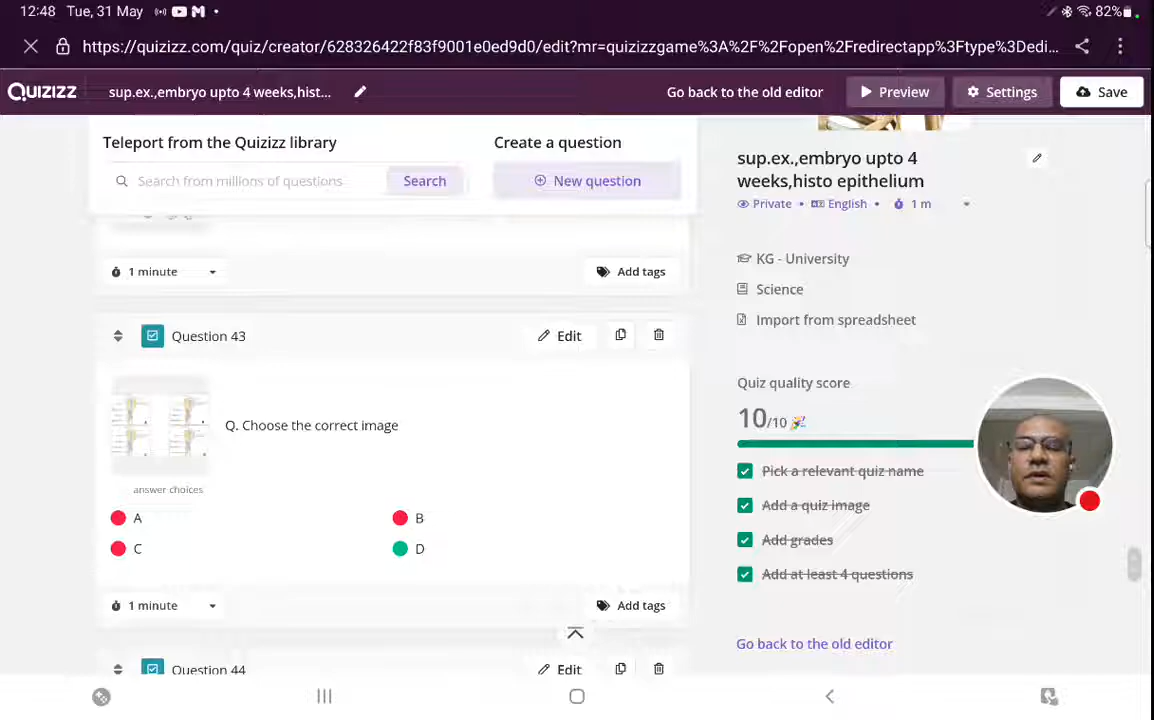 12:48 Tue, 31 May
82%
https://quizizz.com/quiz/creator/628326422f83f9001e0ed9d0/edit?mr=quizizzgame%3A%2F%2Fopen%2Fredirectapp%3Ftype%3Dedi...
QUIZIZZ
sup.ex.,embryo upto 4 weeks,hist...
Go back to the old editor
Preview
Settings
Save
Teleport from the Quizizz library
Create a question
Search from millions of questions
Search
New question
1 minute
Add tags
Question 43
Edit
Q. Choose the correct image
answer choices
A
B
C
D
1 minute
Add tags
Question 44
Edit
sup.ex.,embryo upto 4
weeks,histo epithelium
Private • English • 1 m
KG - University
Science
Import from spreadsheet
Quiz quality score
10/10
Pick a relevant quiz name
Add a quiz image
Add grades
Add at least 4 questions
Go back to the old editor